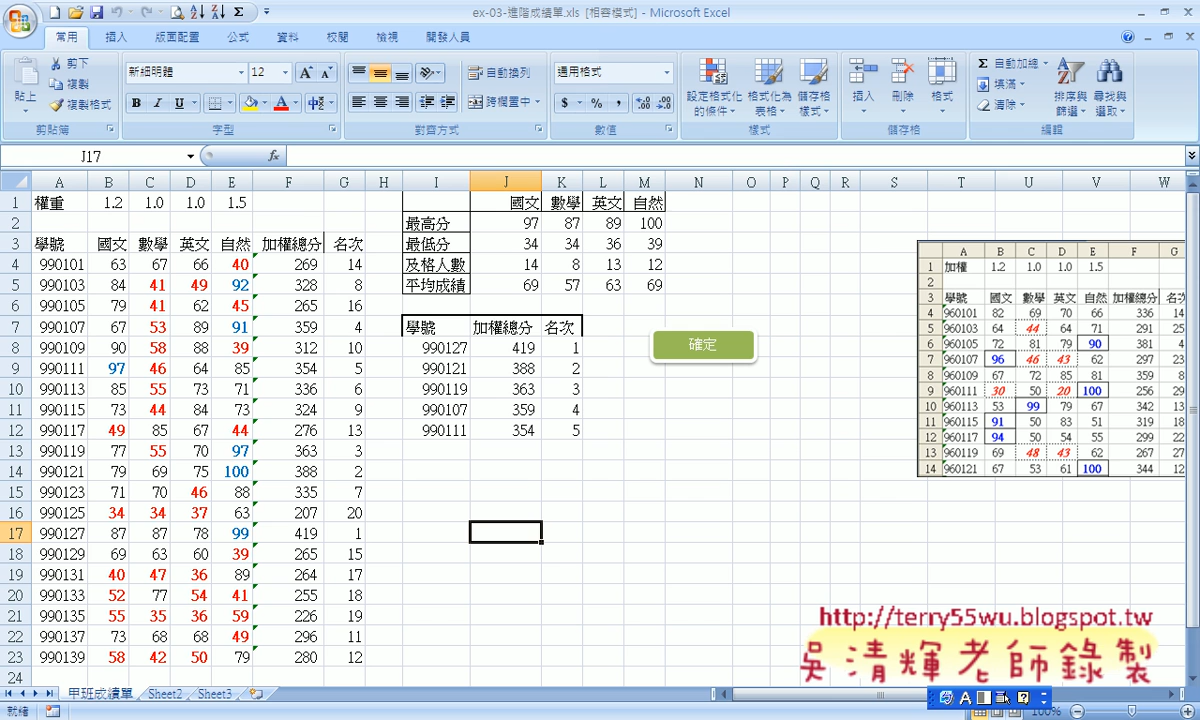 ex-03-進階成績單.xls [相容模式] - Microsoft Excel
常用 插入 版面配置 公式 資料 校閱 檢視 開發人員
剪下 複製 複製格式 貼上 剪貼簿
新細明體 12 B I U 字型
自動換列 跨欄置中 對齊方式
通用格式 $ % , 數值
設定格式化的條件 格式化為表格 儲存格樣式 樣式
插入 刪除 格式 儲存格
Σ 自動加總 填滿 清除 排序與篩選 尋找與選取 編輯
J17 fx
A B C D E F G H I J K L M N O P Q R S T U V W
1 權重 1.2 1.0 1.0 1.5 國文 數學 英文 自然
2 最高分 97 87 89 100
3 學號 國文 數學 英文 自然 加權總分 名次 最低分 34 34 36 39
4 990101 63 67 66 40 269 14 及格人數 14 8 13 12
5 990103 84 41 49 92 328 8 平均成績 69 57 63 69
6 990105 79 41 62 45 265 16
7 990107 67 53 89 91 359 4 學號 加權總分 名次
8 990109 90 58 88 39 312 10 990127 419 1 確定
9 990111 97 46 64 85 354 5 990121 388 2
10 990113 85 55 73 71 336 6 990119 363 3
11 990115 73 44 84 73 324 9 990107 359 4
12 990117 49 85 67 44 276 13 990111 354 5
13 990119 77 55 70 97 363 3
14 990121 79 69 75 100 388 2
15 990123 71 70 46 88 335 7
16 990125 34 34 37 63 207 20
17 990127 87 87 78 99 419 1
18 990129 69 63 60 39 265 15
19 990131 40 47 36 89 264 17
20 990133 52 77 54 41 255 18
21 990135 55 35 36 59 226 19
22 990137 73 68 68 49 296 11
23 990139 58 42 50 79 280 12
24
A B C D E F G
1 加權 1.2 1.0 1.0 1.5
2
3 學號 國文 數學 英文 自然 加權總分 名次
4 960101 82 69 70 66 336 14
5 960103 64 44 64 71 291 25
6 960105 72 81 79 90 381 4
7 960107 96 46 43 62 297 23
8 960109 67 72 85 81 359 8
9 960111 30 50 20 100 256 29
10 960113 53 99 79 67 342 13
11 960115 91 50 83 51 319 18
12 960117 94 50 54 55 299 22
13 960119 69 48 43 62 267 27
14 960121 67 53 61 100 344 12
http://terry55wu.blogspot.tw
吳清輝老師錄製
甲班成績單 Sheet2 Sheet3
就緒 100%